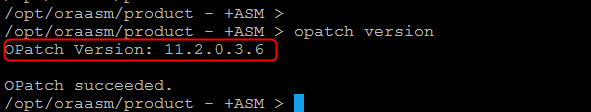 /opt/oraasm/product - +ASM >
/opt/oraasm/product - +ASM > opatch version
OPatch Version: 11.2.0.3.6
OPatch succeeded.
/opt/oraasm/product - +ASM >